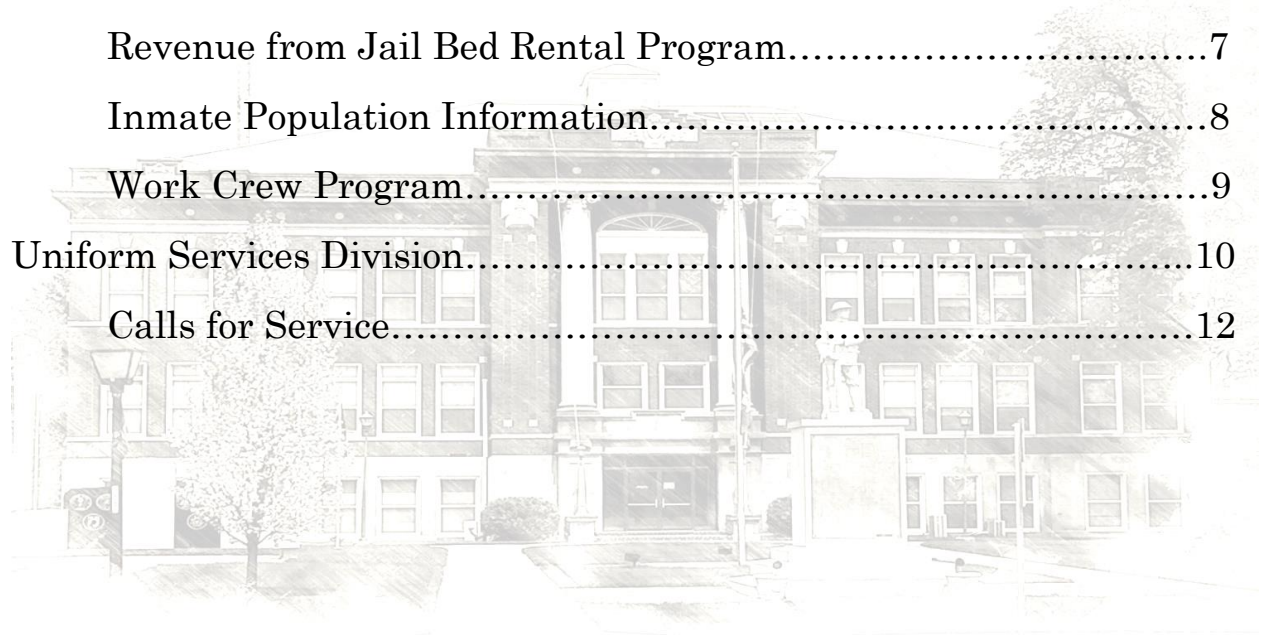 Revenue from Jail Bed Rental Program……………………………7
Inmate Population Information………………………………………………8
Work Crew Program…………………………………………………………………9
Uniform Services Division………………………………………………………………10
Calls for Service………………………………………………………………………12